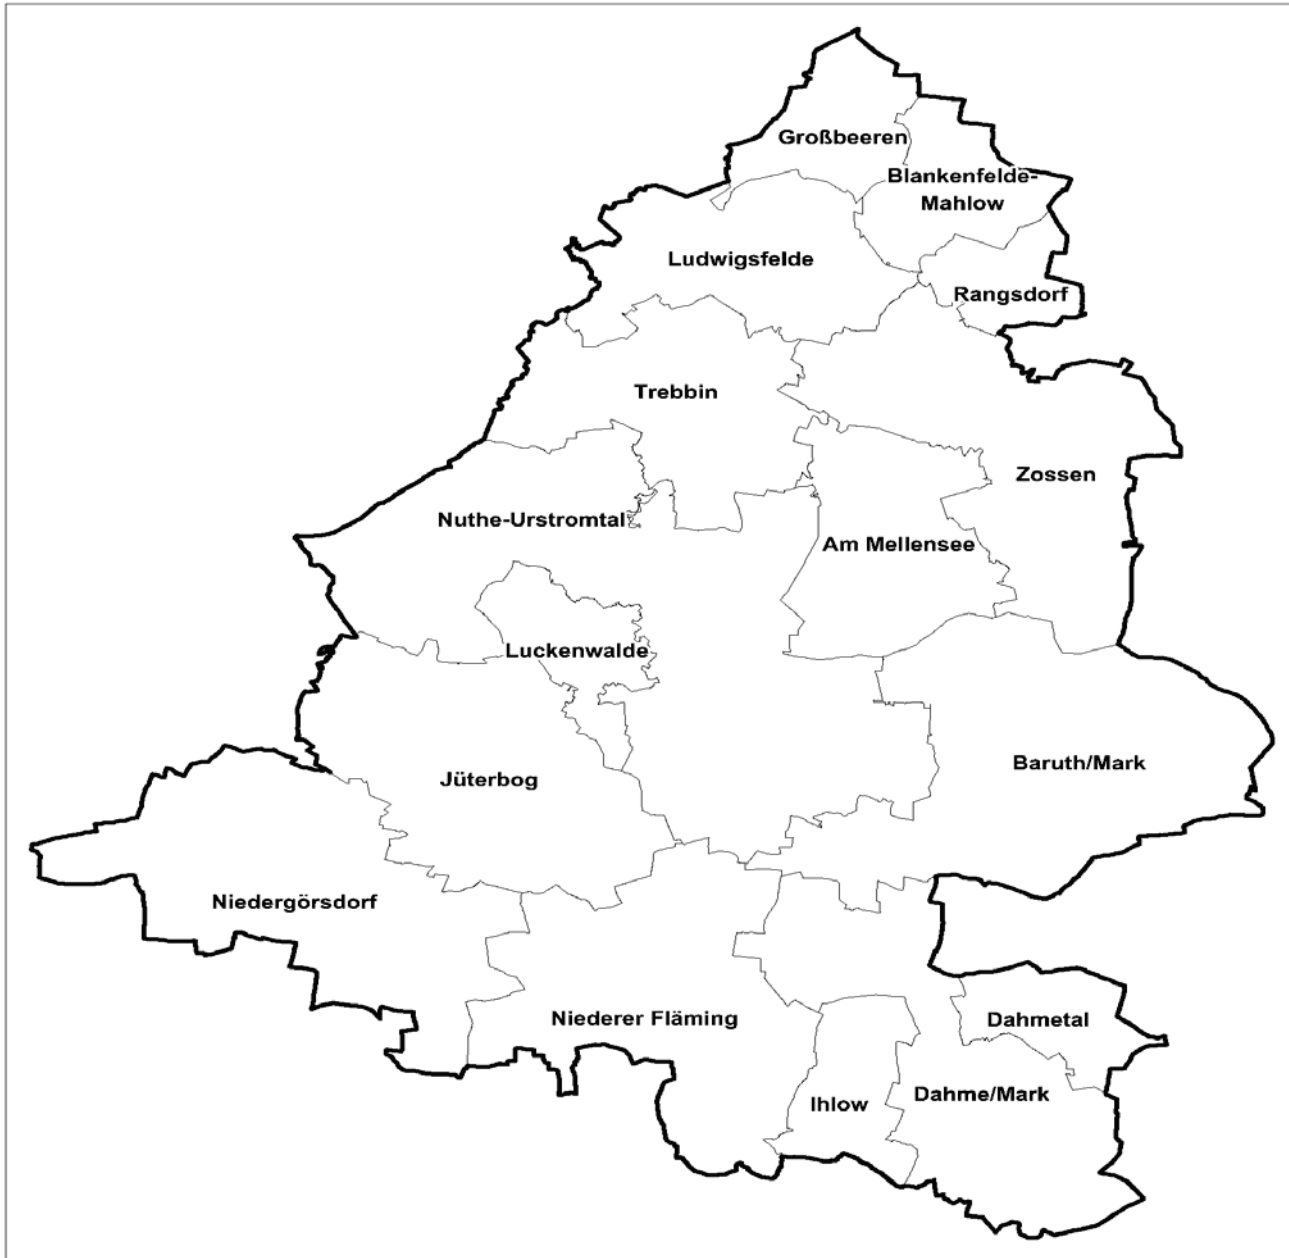 Großbeeren
Blankenfelde-
Mahlow
Ludwigsfelde
Rangsdorf
Trebbin
Zossen
Nuthe-Urstromtal
Am Mellensee
Luckenwalde
Baruth/Mark
Jüterbog
Niedergörsdorf
Niederer Fläming
Dahmetal
Dahme/Mark
Ihlow